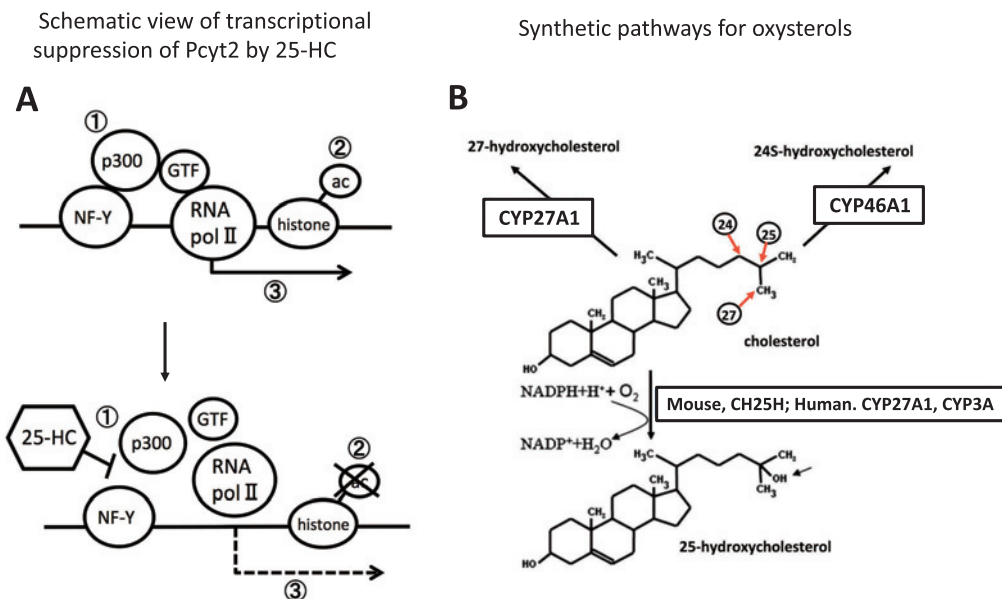 Schematic view of transcriptional
suppression of Pcyt2 by 25-HC
A
①
p300
GTF
②
ac
NF-Y
RNA
pol Ⅱ
histone
③
25-HC
①
p300
GTF
RNA
pol Ⅱ
②
ac
NF-Y
histone
③
Synthetic pathways for oxysterols
B
27-hydroxycholesterol
24S-hydroxycholesterol
CYP27A1
CYP46A1
24
25
H₃C
CH₃
CH₃
CH₃
27
CH₃
HO
cholesterol
NADPH+H⁺+ O₂
Mouse, CH25H; Human. CYP27A1, CYP3A
NADP⁺+H₂O
H₃C
CH₃
OH
CH₃
CH₃
CH₃
HO
25-hydroxycholesterol